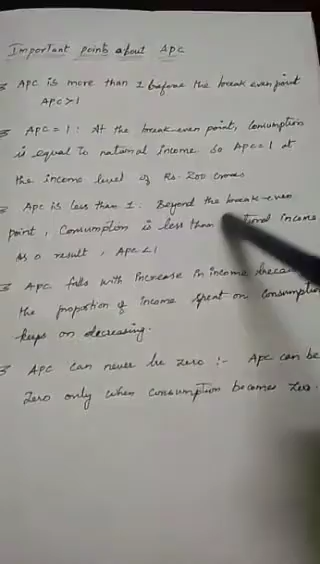 Important points about APC
APC is more than 1 before the break even point
APC>1
APC = 1 : At the break-even point, Consumption
is equal to national income so APC=1 at
the income level of Rs. 200 crores
APC is less than 1. Beyond the break-even
point, Consumption is less than income.
As a result, APC<1
APC falls with increase in income
the proportion of income spent on
keeps on decreasing.
APC can never be zero :- APC can be
Zero only when consumption becomes zero.